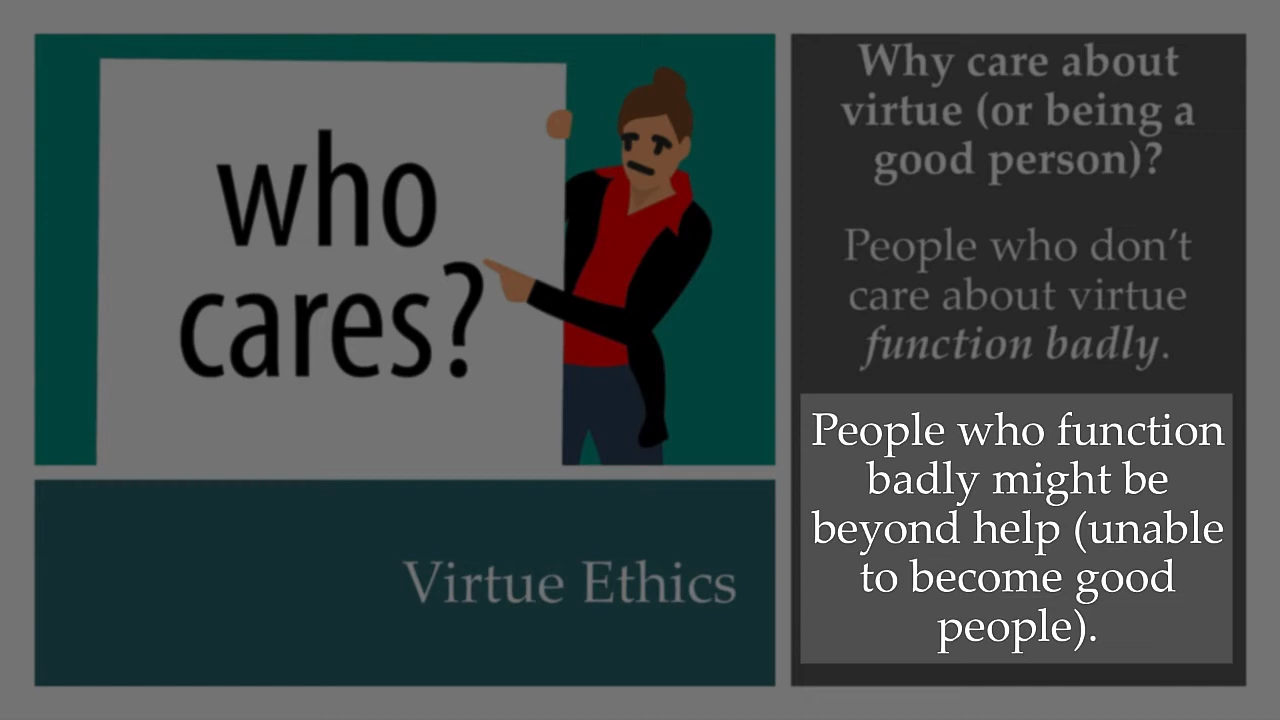 who
cares?
Virtue Ethics
Why care about
virtue (or being a
good person)?
People who don’t
care about virtue
function badly.
People who function
badly might be
beyond help (unable
to become good
people).